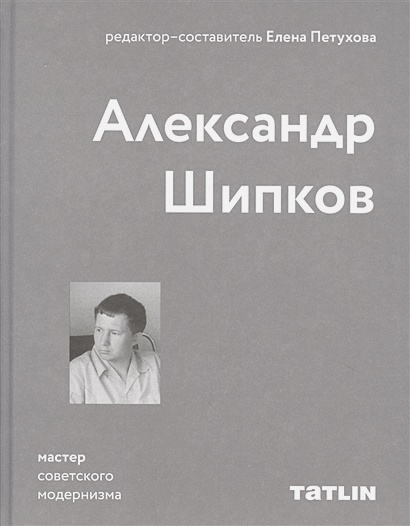 редактор–составитель Елена Петухова
Александр
Шипков
мастер
советского
модернизма
TATLIN